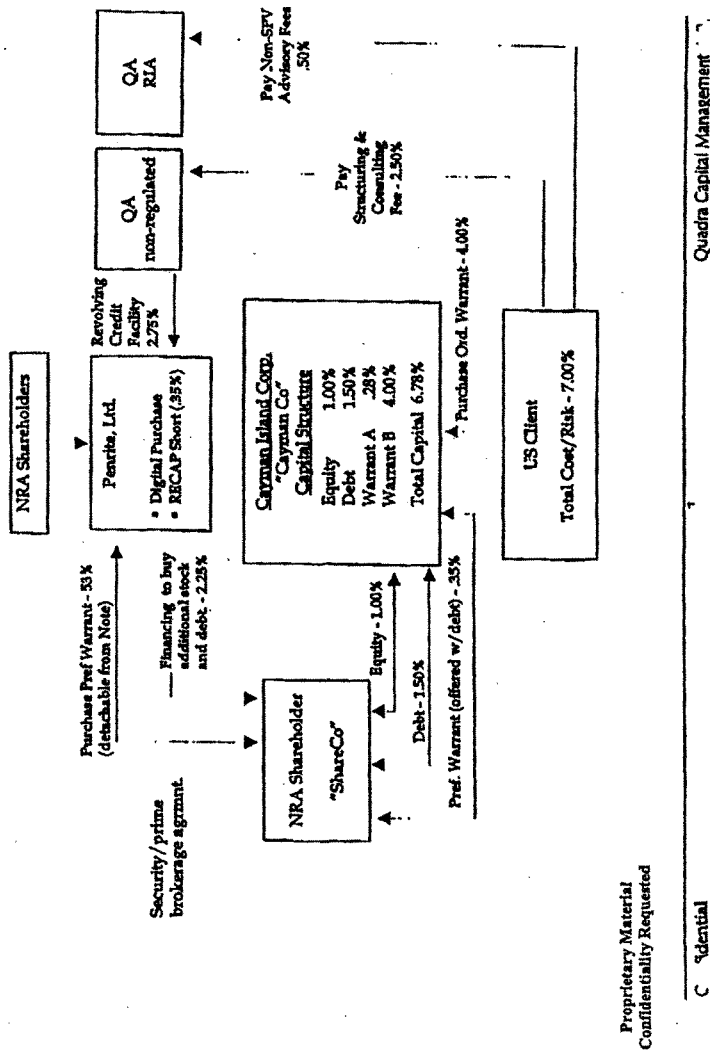 NRA Shareholders
Penrite, Ltd.
• Digital Purchase
• RECAP Short (.35%)
Revolving
Credit
Facility
2.75%
QA
non-regulated
QA
RIA
Purchase Pref Warrant - .53%
(detachable from Note)
Financing to buy
additional stock
and debt - 2.25%
Security/prime
brokerage agrmnt.
NRA Shareholder
"ShareCo"
Equity - 1.00%
Debt - 1.50%
Pref. Warrant (offered w/debt) - .35%
Cayman Island Corp.
"Cayman Co"
Capital Structure
Equity 1.00%
Debt 1.50%
Warrant A .28%
Warrant B 4.00%
Total Capital 6.78%
Purchase Ord. Warrant - 4.00%
Pay
Structuring &
Consulting
Fee - 2.50%
Pay Non-SPV
Advisory Fees
.50%
US Client
Total Cost/Risk - 7.00%
Proprietary Material
Confidentiality Requested
Quadra Capital Management